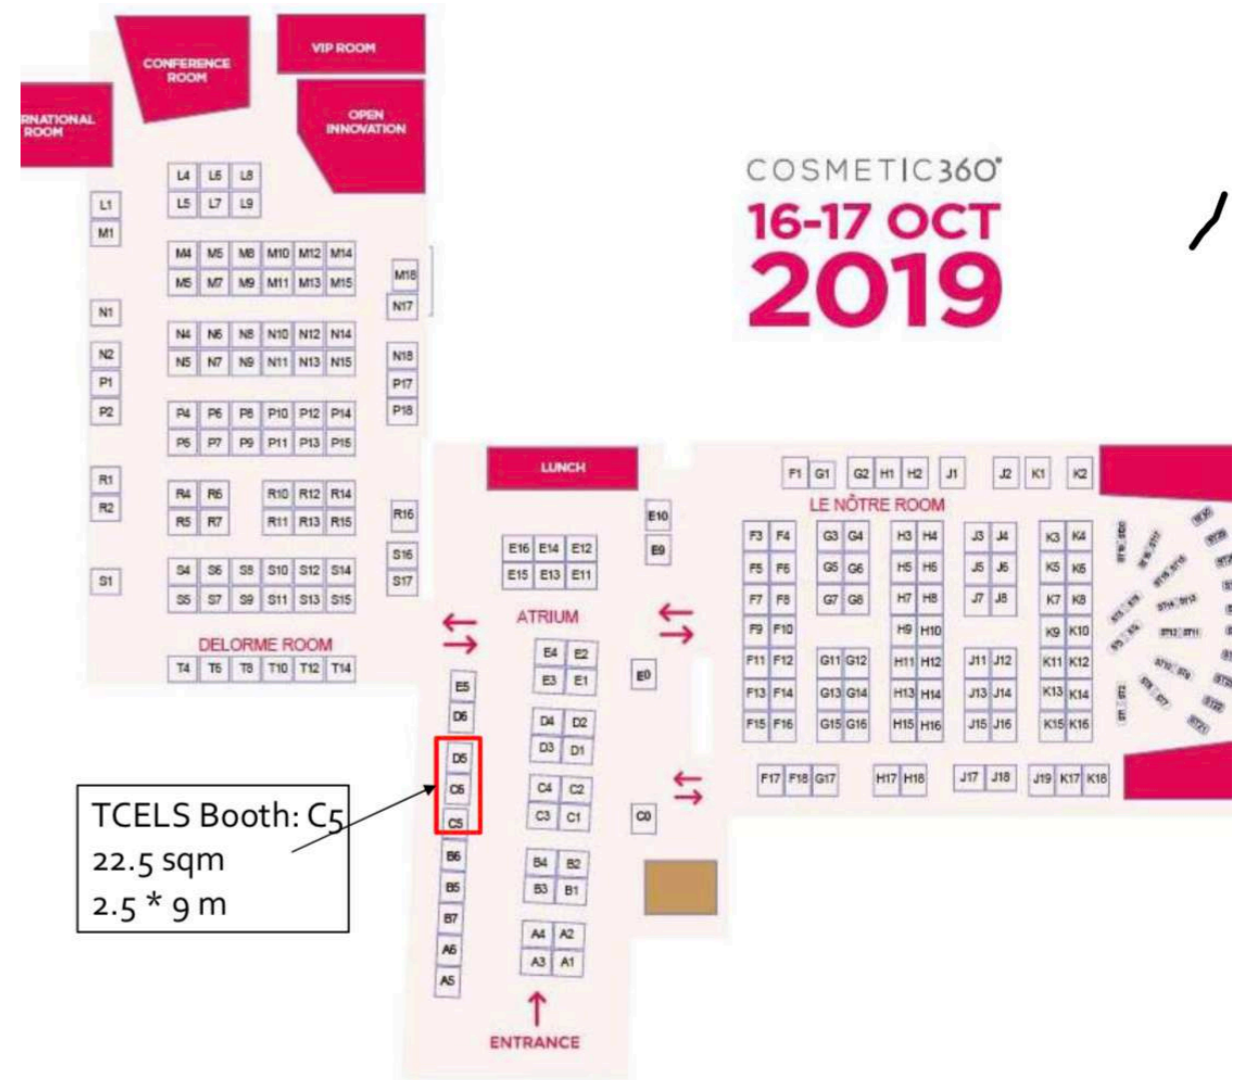 CONFERENCE
ROOM
VIP ROOM
OPEN
INNOVATION
RNATIONAL
ROOM
COSMETIC360°
16-17 OCT
2019
L4 L6 L8
L5 L7 L9
L1
M1
M4 M5 M8 M10 M12 M14
M5 M7 M9 M11 M13 M15
M16
N17
N1
N4 N6 N8 N10 N12 N14
N5 N7 N9 N11 N13 N15
N2
P1
P2
N18
P17
P18
P4 P6 P8 P10 P12 P14
P5 P7 P9 P11 P13 P15
R1
R2
R4 R6 R10 R12 R14
R5 R7 R11 R13 R15
R16
S16
S17
S1
S4 S6 S8 S10 S12 S14
S5 S7 S9 S11 S13 S15
DELORME ROOM
T4 T6 T8 T10 T12 T14
LUNCH
E10
E9
E16 E14 E12
E15 E13 E11
ATRIUM
E4 E2
E3 E1
E0
E5
D6
D5
C6
C5
B6
B5
B7
A6
A5
D4 D2
D3 D1
C4 C2
C3 C1
C0
B4 B2
B3 B1
A4 A2
A3 A1
ENTRANCE
TCELS Booth: C5
22.5 sqm
2.5 * 9 m
F1 G1 G2 H1 H2 J1 J2 K1 K2
LE NÔTRE ROOM
F3 F4 G3 G4 H3 H4 J3 J4 K3 K4
F5 F6 G5 G6 H5 H6 J5 J6 K5 K6
F7 F8 G7 G8 H7 H8 J7 J8 K7 K8
F9 F10 H9 H10 K9 K10
F11 F12 G11 G12 H11 H12 J11 J12 K11 K12
F13 F14 G13 G14 H13 H14 J13 J14 K13 K14
F15 F16 G15 G16 H15 H16 J15 J16 K15 K16
F17 F18 G17 H17 H18 J17 J18 J19 K17 K18
ST14 ST13
ST12 ST11
ST10 ST9